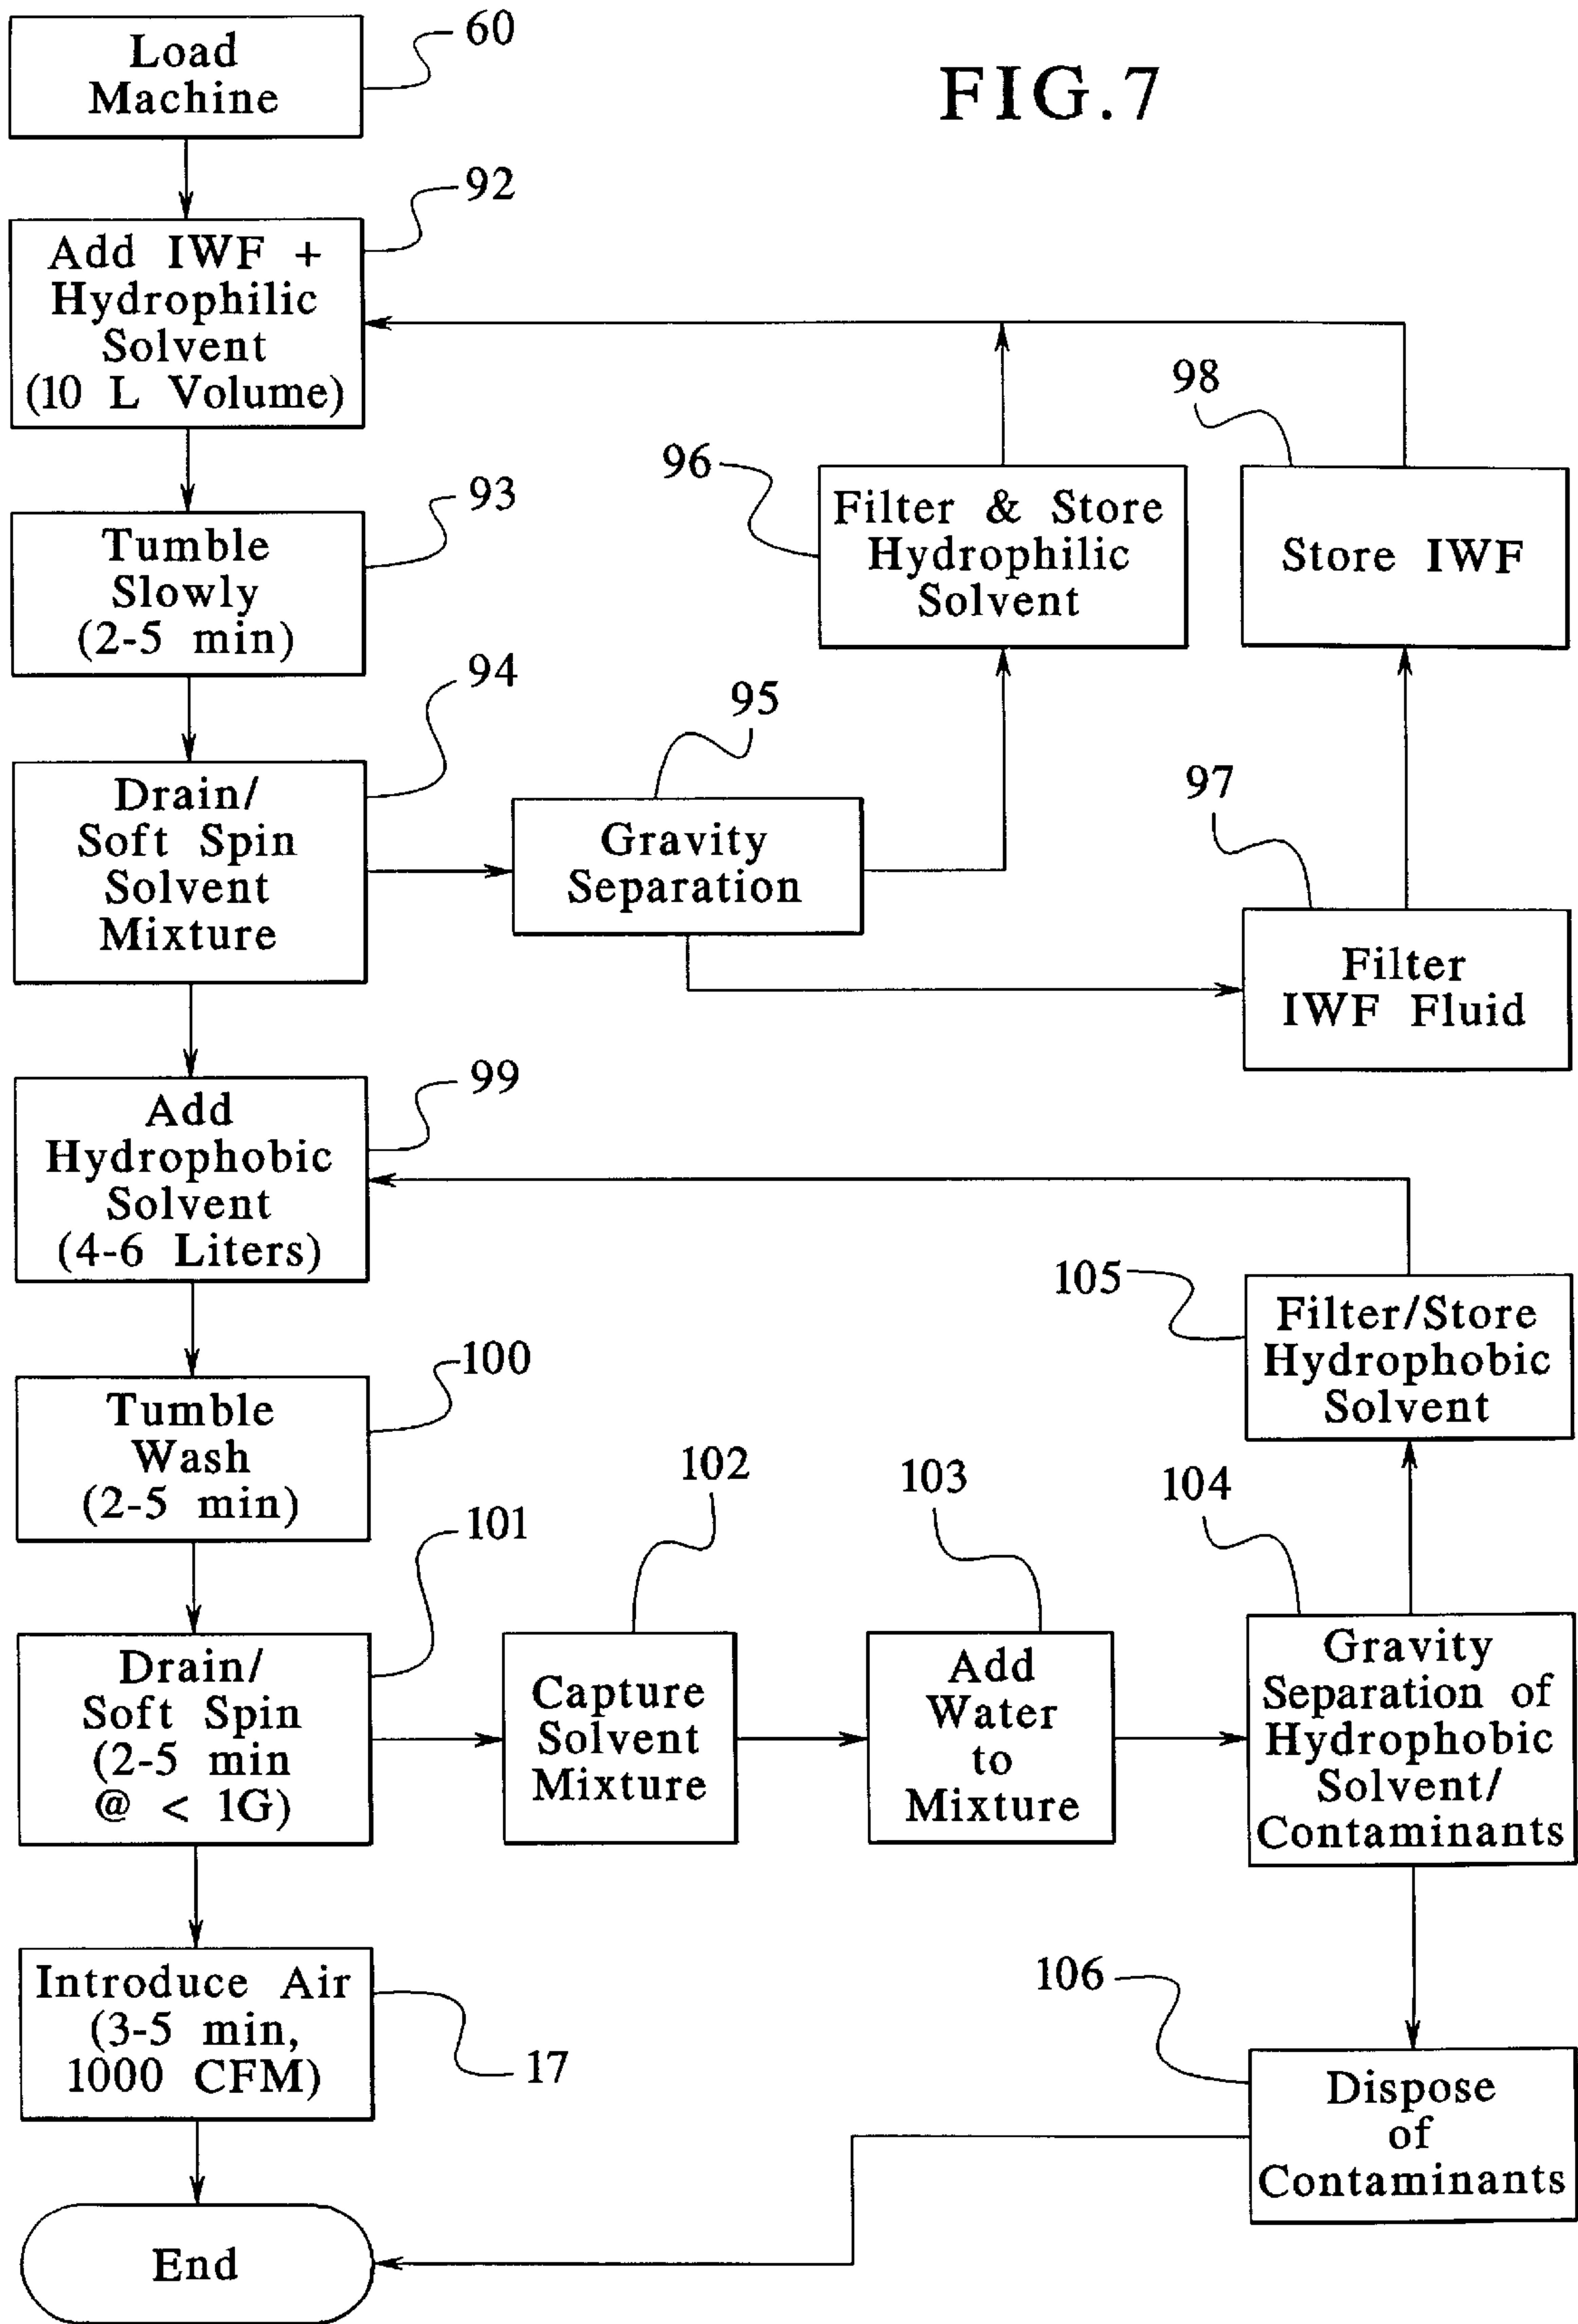 FIG.7
60
Load
Machine
92
Add IWF +
Hydrophilic
Solvent
(10 L Volume)
93
Tumble
Slowly
(2-5 min)
94
Drain/
Soft Spin
Solvent
Mixture
95
Gravity
Separation
96
Filter & Store
Hydrophilic
Solvent
97
Filter
IWF Fluid
98
Store IWF
99
Add
Hydrophobic
Solvent
(4-6 Liters)
100
Tumble
Wash
(2-5 min)
101
Drain/
Soft Spin
(2-5 min
@ < 1G)
102
Capture
Solvent
Mixture
103
Add
Water
to
Mixture
104
Gravity
Separation of
Hydrophobic
Solvent/
Contaminants
105
Filter/Store
Hydrophobic
Solvent
106
Dispose
of
Contaminants
17
Introduce Air
(3-5 min,
1000 CFM)
End